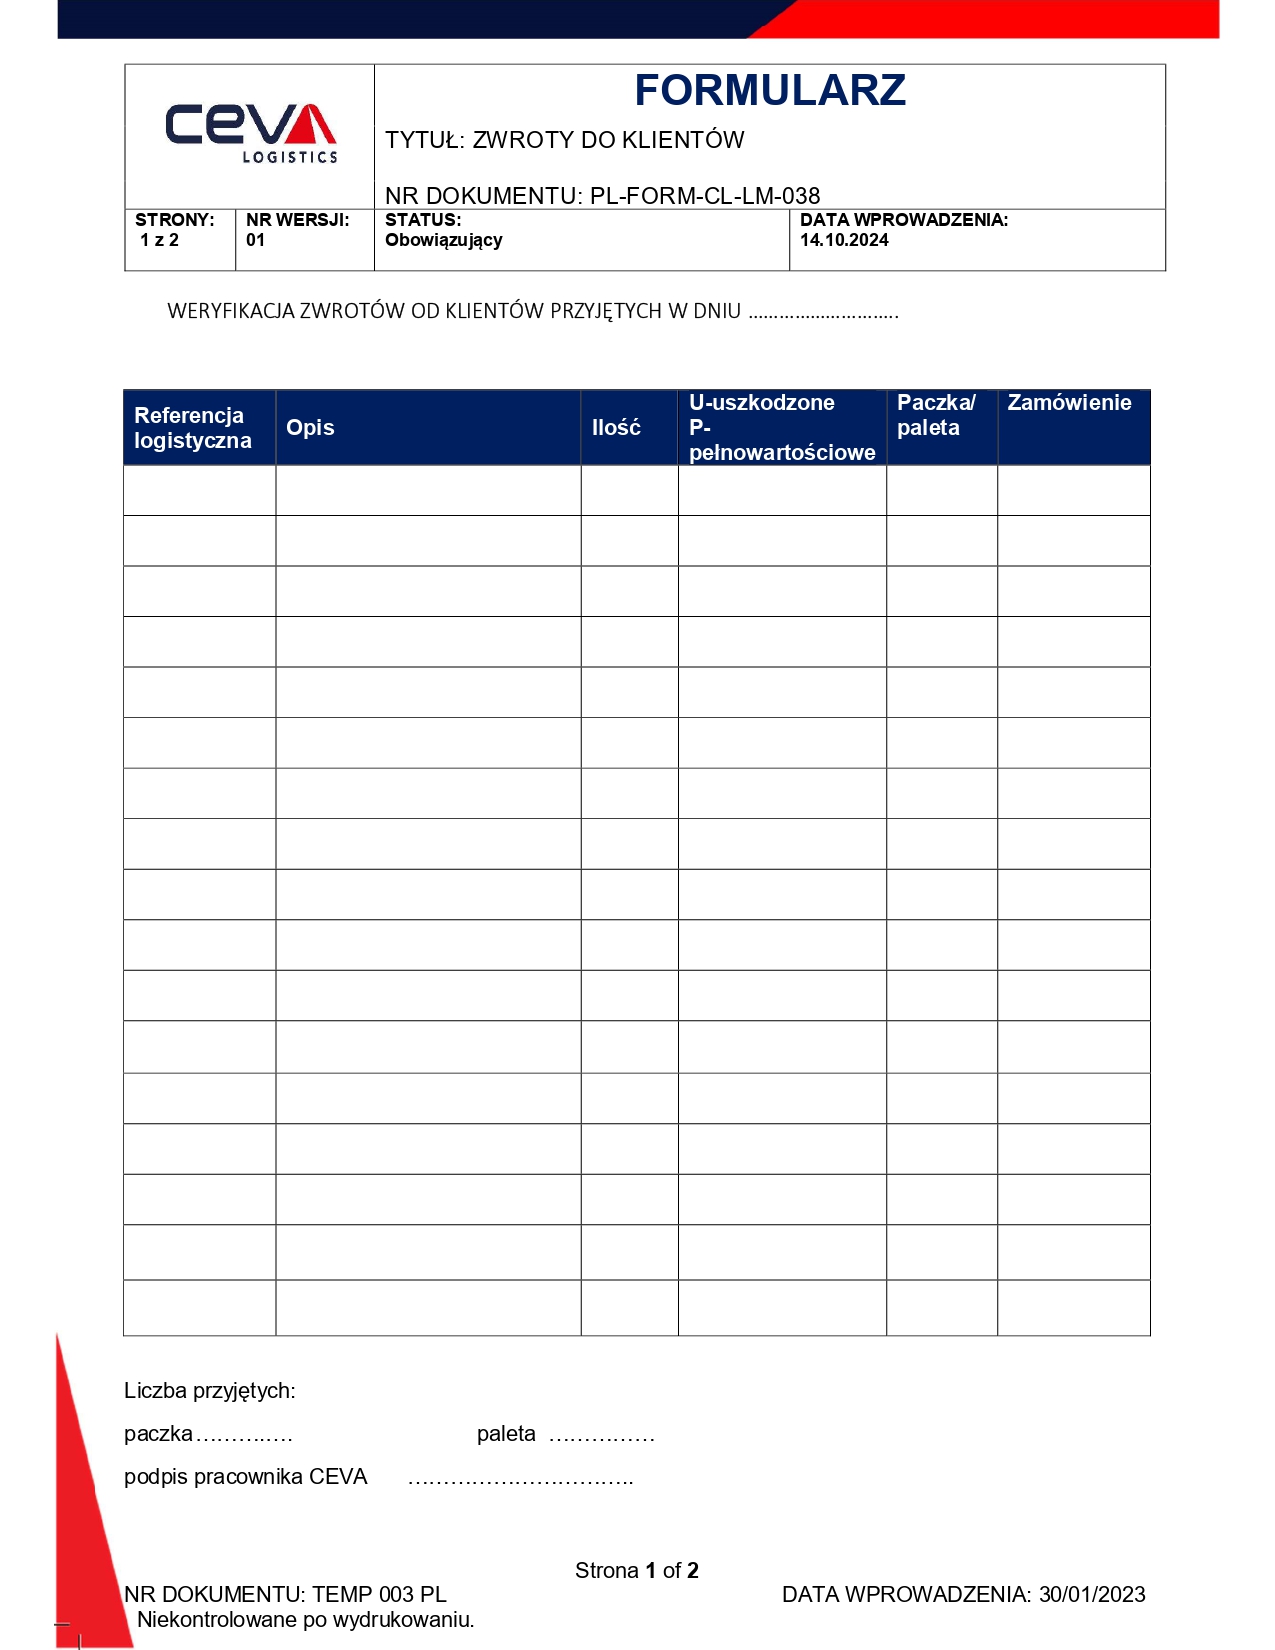 ceva
LOGISTICS
FORMULARZ
TYTUŁ: ZWROTY DO KLIENTÓW
NR DOKUMENTU: PL-FORM-CL-LM-038
STRONY:
1 z 2
NR WERSJI:
01
STATUS:
Obowiązujący
DATA WPROWADZENIA:
14.10.2024
WERYFIKACJA ZWROTÓW OD KLIENTÓW PRZYJĘTYCH W DNIU ………………………..
Referencja
logistyczna
Opis
Ilość
U-uszkodzone
P-
pełnowartościowe
Paczka/
paleta
Zamówienie
Liczba przyjętych:
paczka…………. paleta ……………
podpis pracownika CEVA …………………………..
Strona 1 of 2
NR DOKUMENTU: TEMP 003 PL DATA WPROWADZENIA: 30/01/2023
Niekontrolowane po wydrukowaniu.